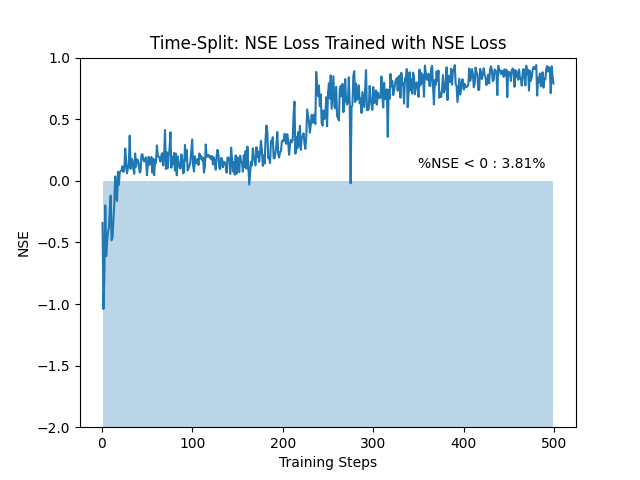 Time-Split: NSE Loss Trained with NSE Loss
1.0
0.5
%NSE < 0 : 3.81%
0.0
NSE
−0.5
−1.0
−1.5
−2.0
0 100 200 300 400 500
Training Steps